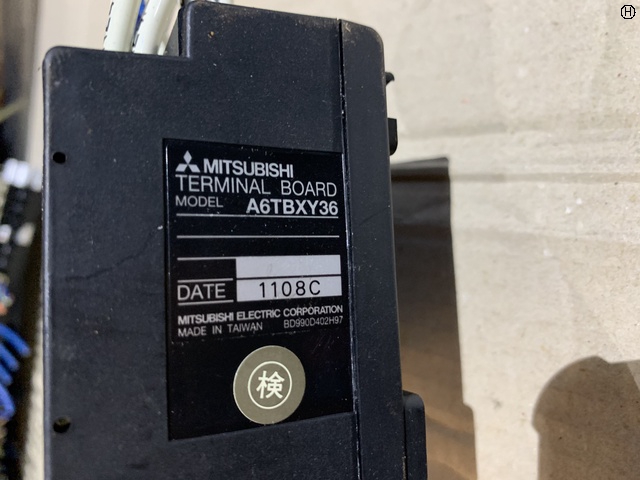 H
MITSUBISHI
TERMINAL BOARD
MODEL A6TBXY36
DATE 1108C
MITSUBISHI ELECTRIC CORPORATION
MADE IN TAIWAN BD990D402H97
検